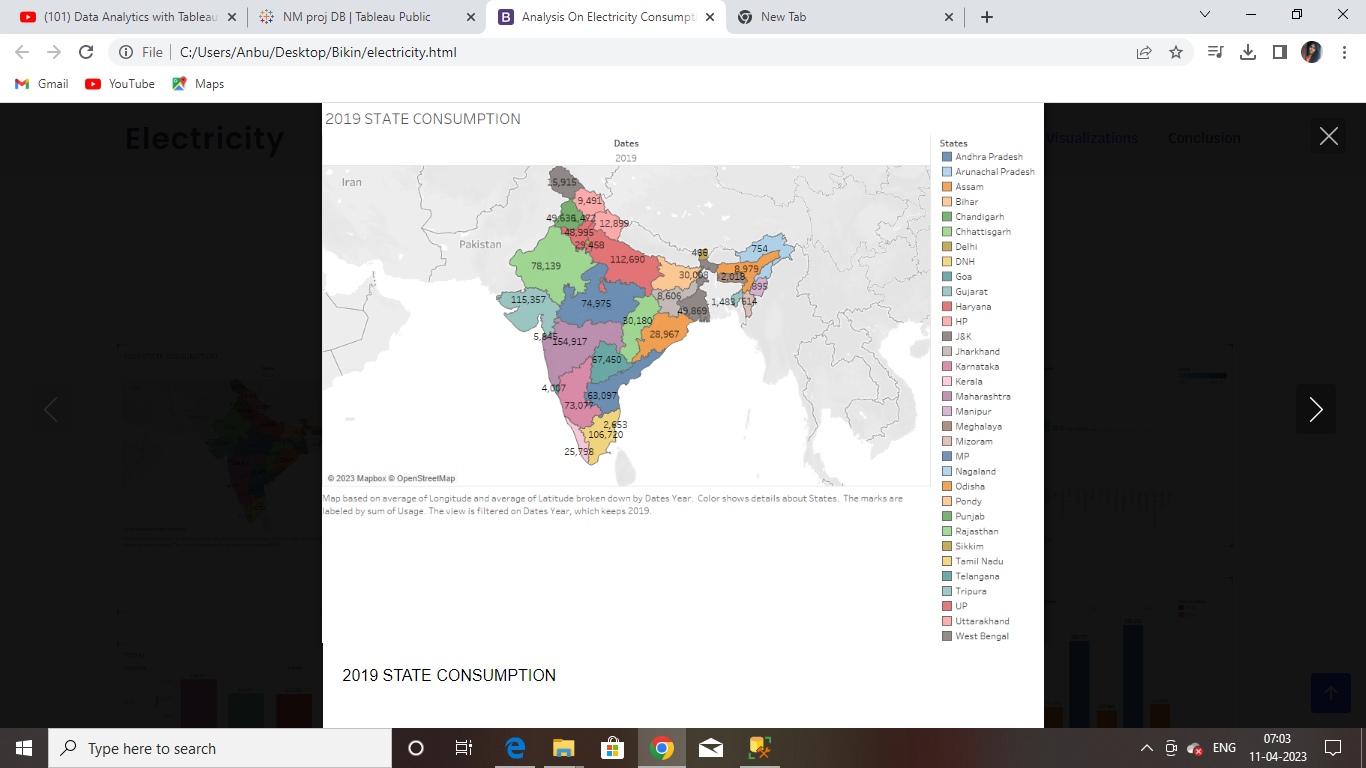 (101) Data Analytics with Tableau
NM proj DB | Tableau Public
Analysis On Electricity Consumpt
New Tab
File
C:/Users/Anbu/Desktop/Bikin/electricity.html
Gmail
YouTube
Maps
Electricity
Visualizations
Conclusion
2019 STATE CONSUMPTION
Dates
2019
Iran
Pakistan
15,915
9,491
49,636
12,899
48,995
29,458
112,690
78,139
754
8,979
2,018
30,008
895
115,357
74,975
8,606
1,483
614
49,869
30,180
5,845
154,917
28,967
67,450
4,007
63,097
73,077
2,653
106,720
25,798
© 2023 Mapbox © OpenStreetMap
Map based on average of Longitude and average of Latitude broken down by Dates Year. Color shows details about States. The marks are
labeled by sum of Usage. The view is filtered on Dates Year, which keeps 2019.
States
Andhra Pradesh
Arunachal Pradesh
Assam
Bihar
Chandigarh
Chhattisgarh
Delhi
DNH
Goa
Gujarat
Haryana
HP
J&K
Jharkhand
Karnataka
Kerala
Maharashtra
Manipur
Meghalaya
Mizoram
MP
Nagaland
Odisha
Pondy
Punjab
Rajasthan
Sikkim
Tamil Nadu
Telangana
Tripura
UP
Uttarakhand
West Bengal
2019 STATE CONSUMPTION
Type here to search
ENG
07:03
11-04-2023